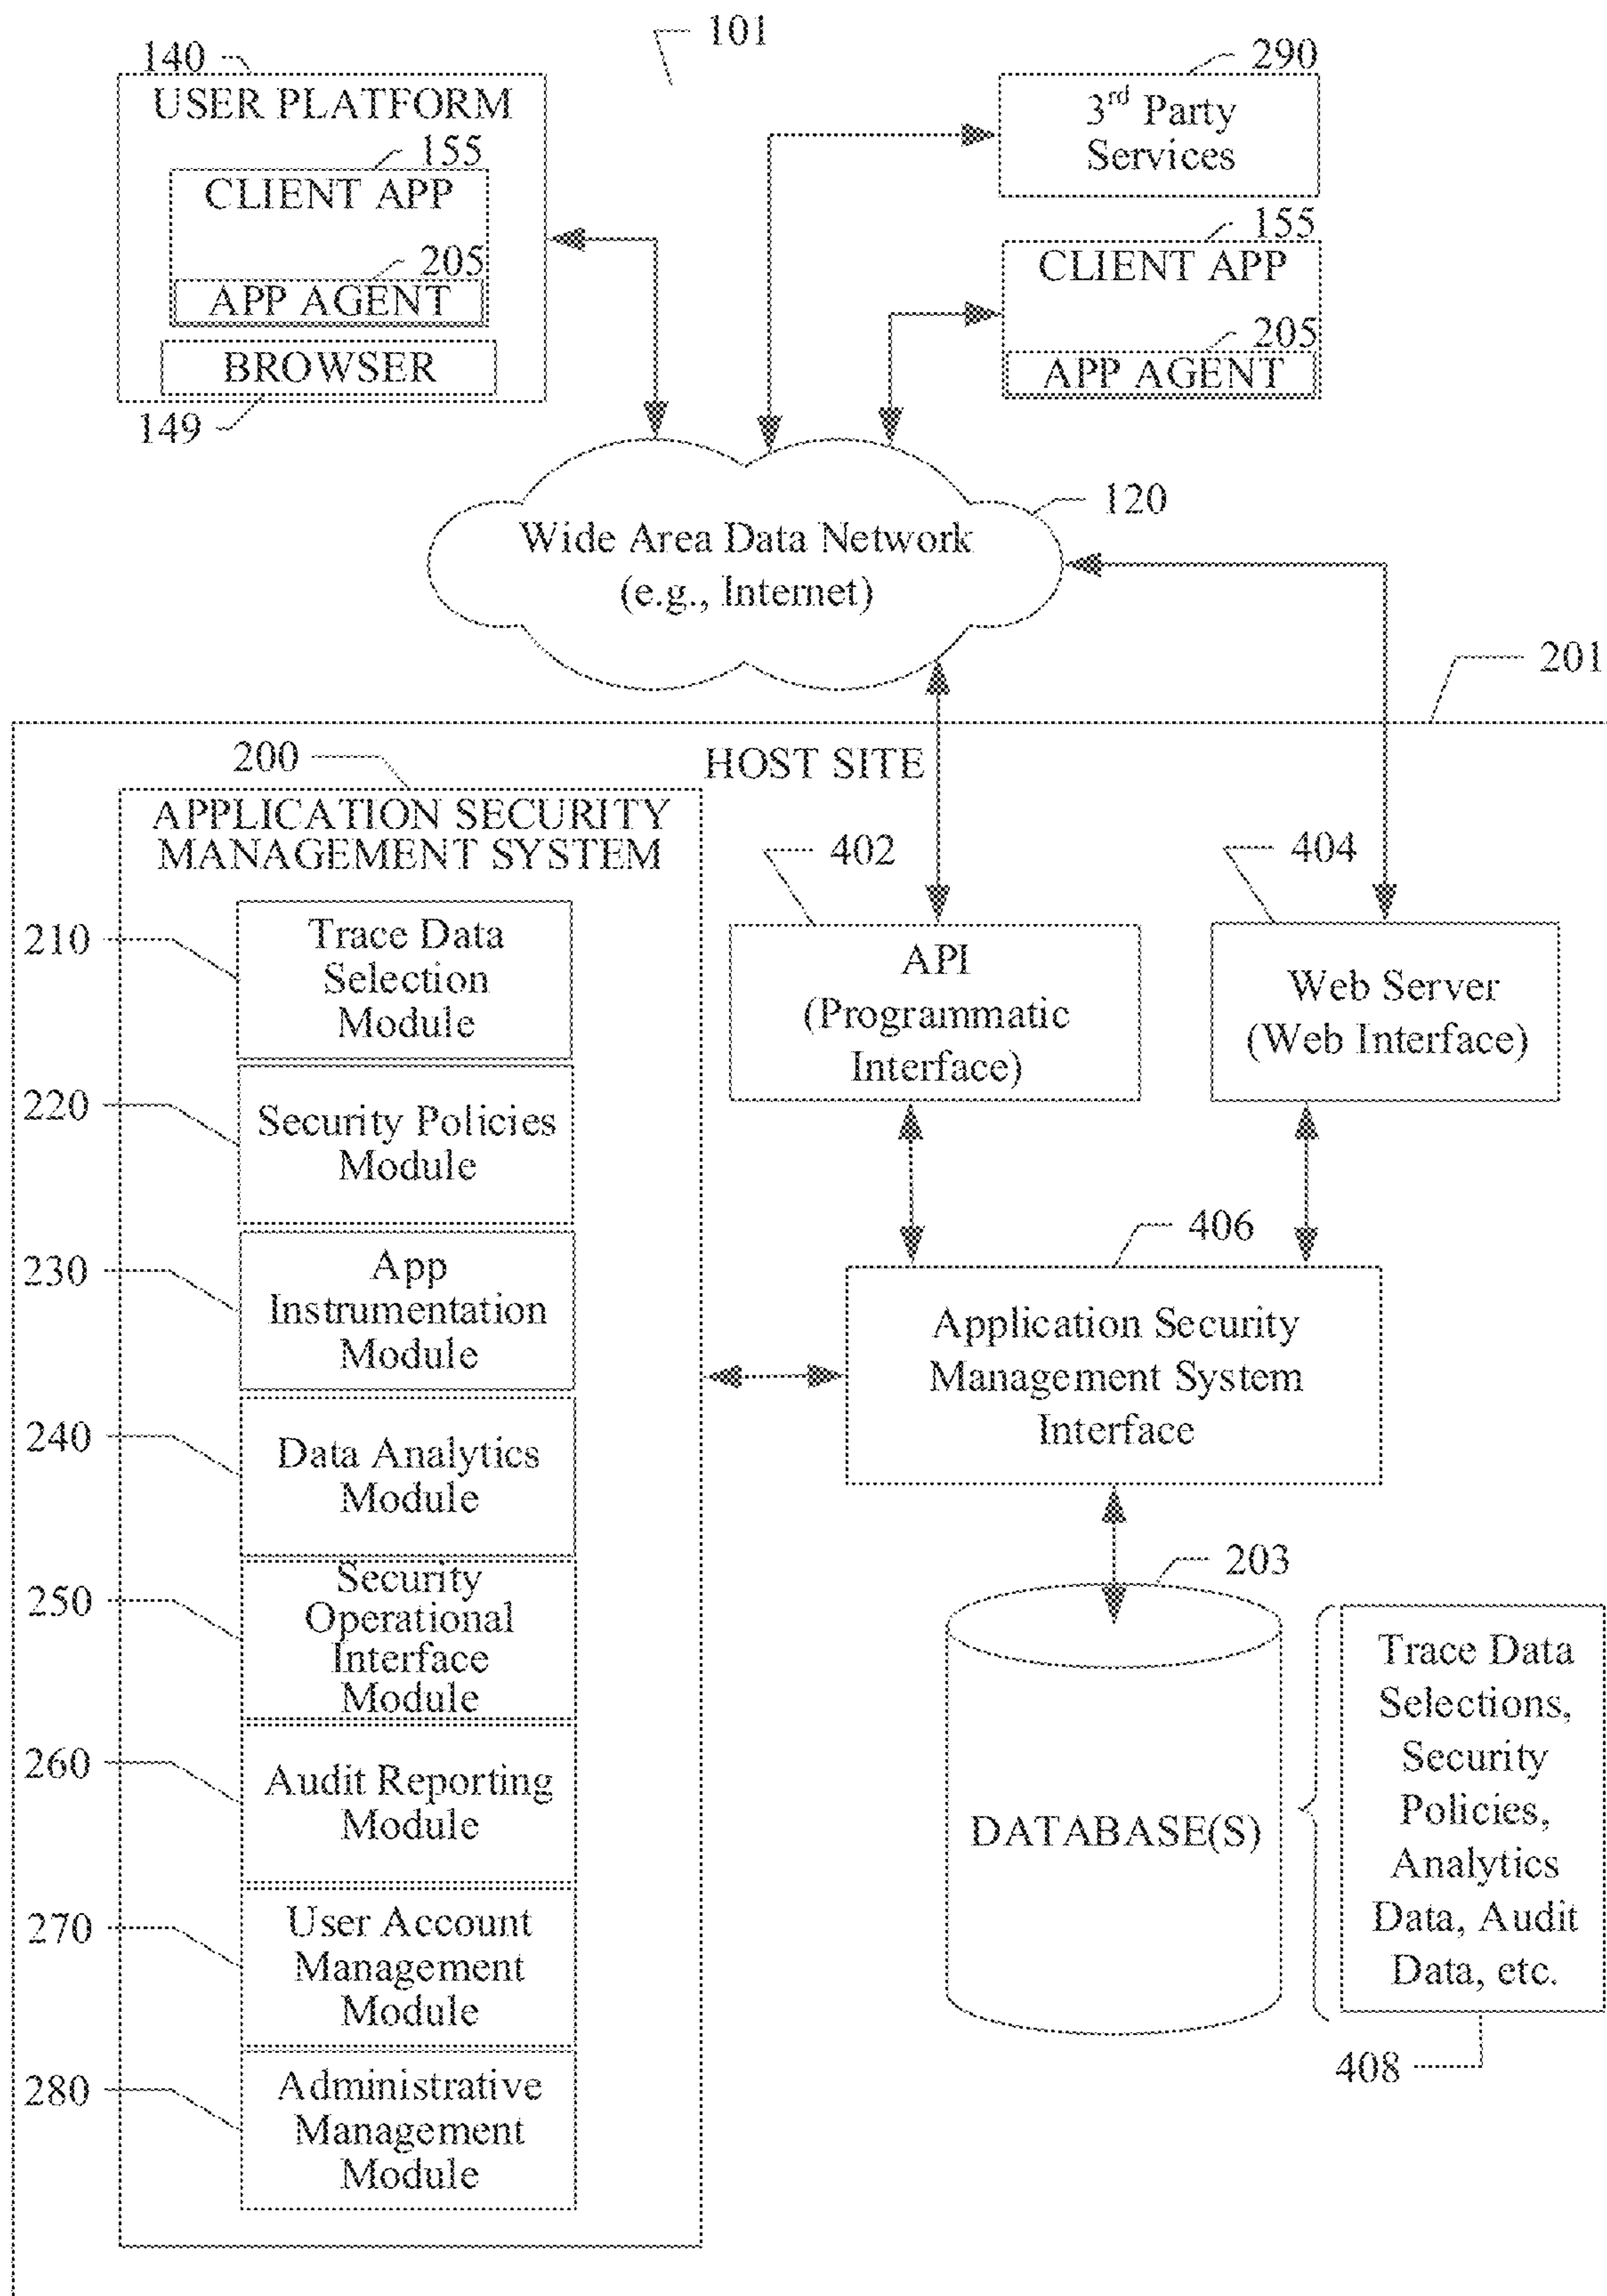 101
140
USER PLATFORM
155
CLIENT APP
205
APP AGENT
BROWSER
149
290
3rd Party
Services
155
CLIENT APP
205
APP AGENT
120
Wide Area Data Network
(e.g., Internet)
201
HOST SITE
200
APPLICATION SECURITY
MANAGEMENT SYSTEM
210
Trace Data
Selection
Module
220
Security Policies
Module
230
App
Instrumentation
Module
240
Data Analytics
Module
250
Security
Operational
Interface
Module
260
Audit Reporting
Module
270
User Account
Management
Module
280
Administrative
Management
Module
402
API
(Programmatic
Interface)
404
Web Server
(Web Interface)
406
Application Security
Management System
Interface
203
DATABASE(S)
Trace Data
Selections,
Security
Policies,
Analytics
Data, Audit
Data, etc.
408